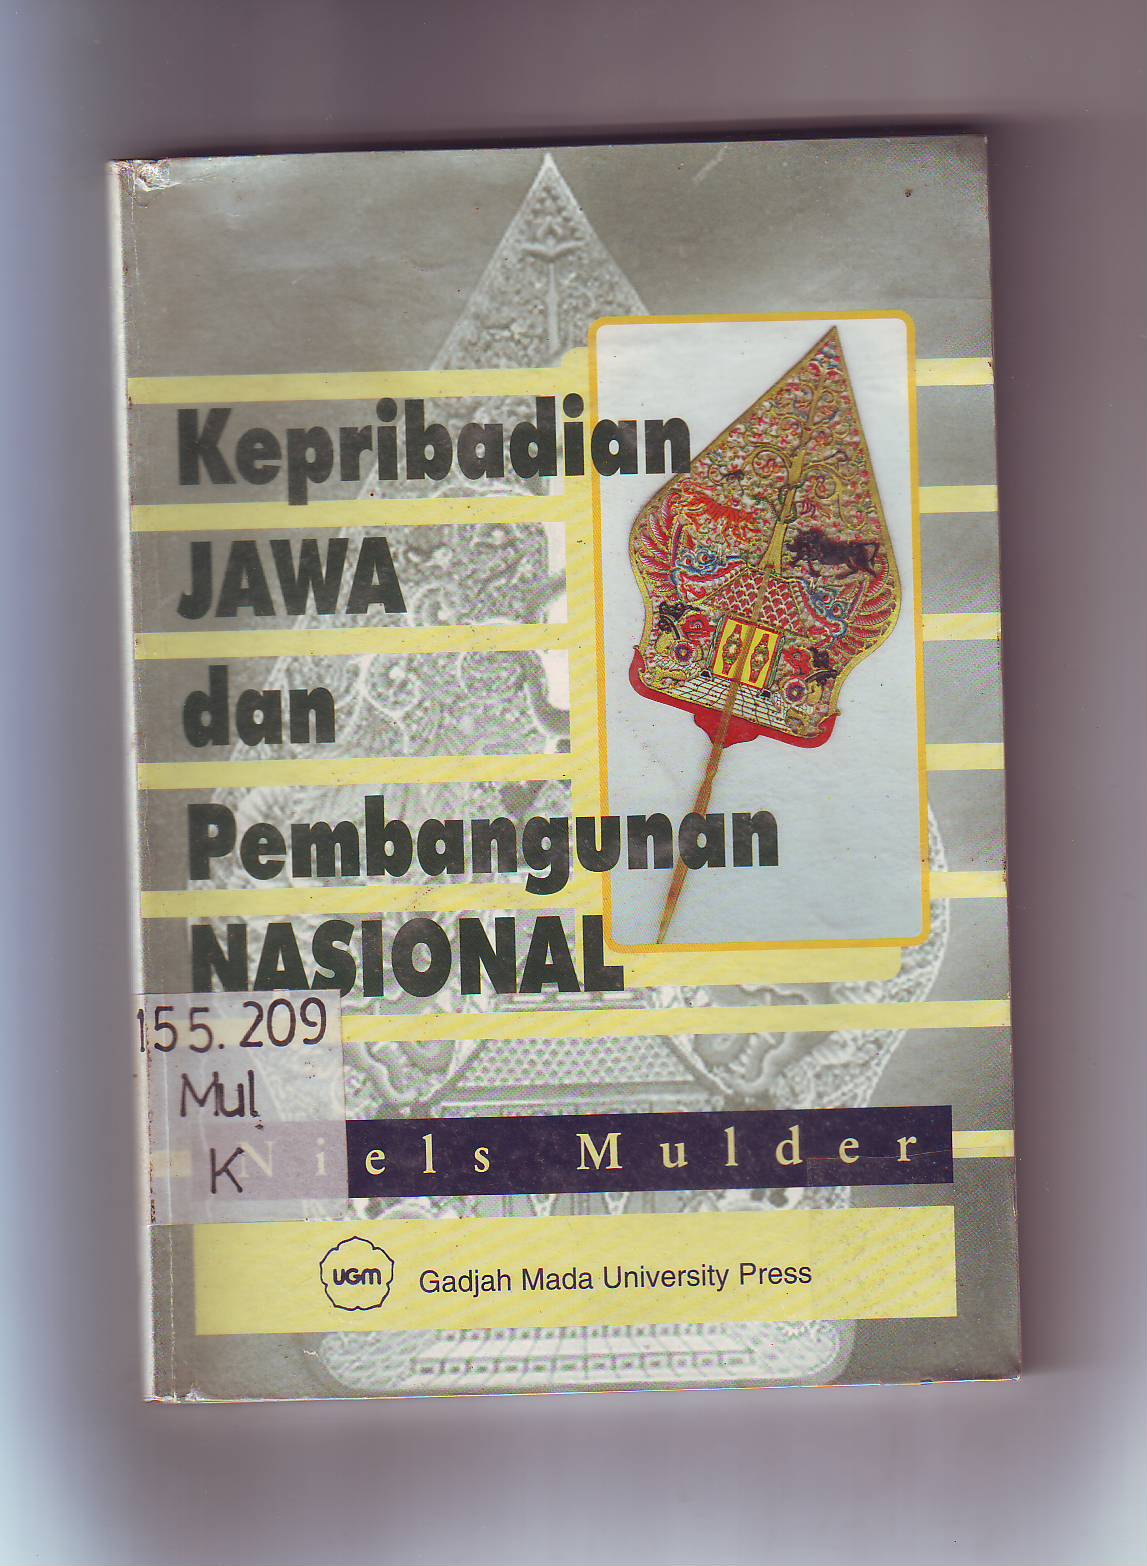 Kepribadian
JAWA
dan
Pembangunan
NASIONAL
155.209
Mul
K
Niels Mulder
UGM
Gadjah Mada University Press